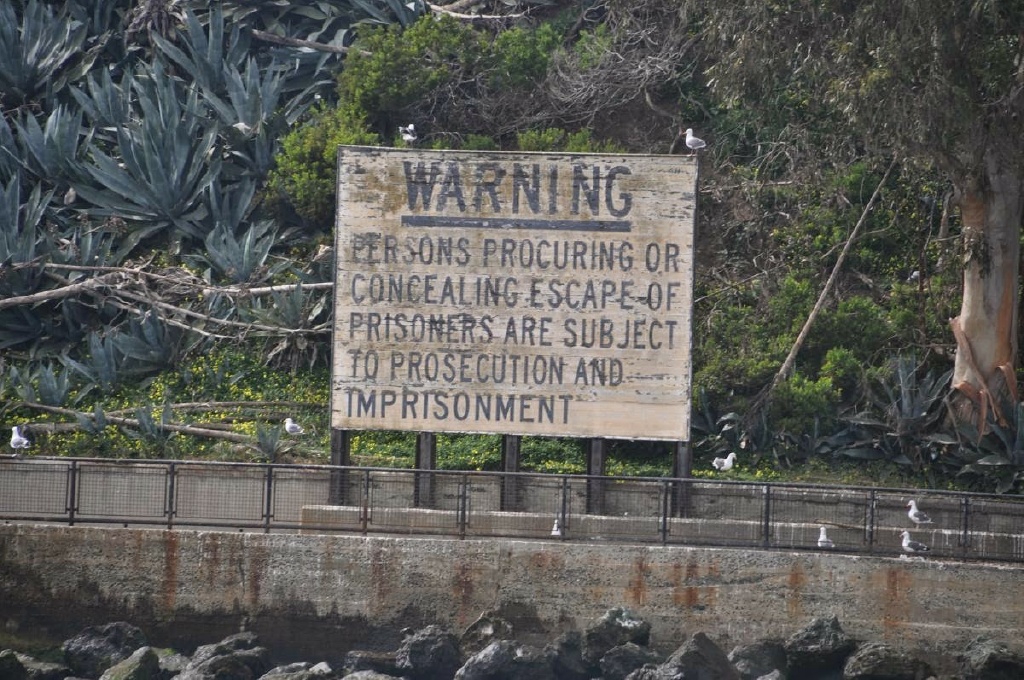 WARNING
PERSONS PROCURING OR
CONCEALING ESCAPE OF
PRISONERS ARE SUBJECT
TO PROSECUTION AND
IMPRISONMENT